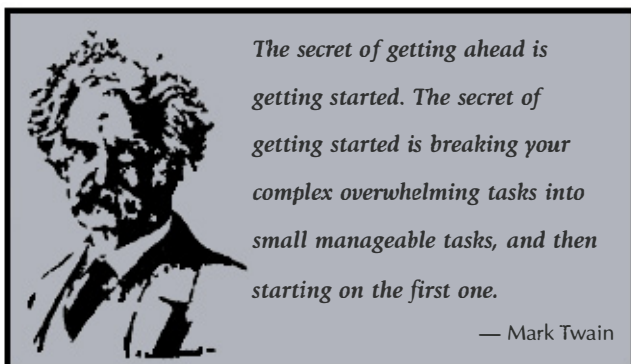 The secret of getting ahead is
getting started. The secret of
getting started is breaking your
complex overwhelming tasks into
small manageable tasks, and then
starting on the first one.
— Mark Twain